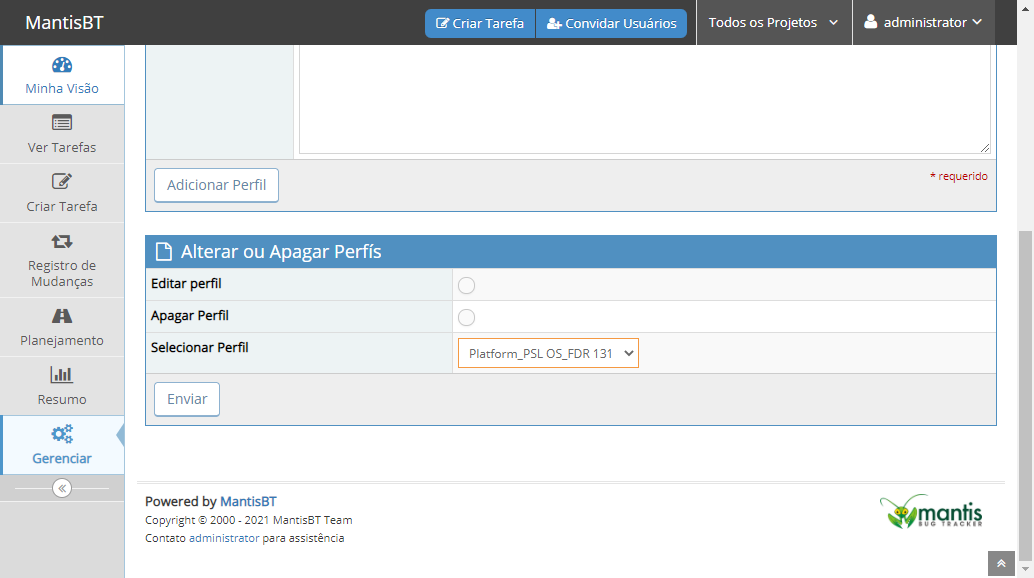 MantisBT
Criar Tarefa
Convidar Usuários
Todos os Projetos
administrator
Minha Visão
Ver Tarefas
Criar Tarefa
Registro de
Mudanças
Planejamento
Resumo
Gerenciar
Adicionar Perfil
* requerido
Alterar ou Apagar Perfís
Editar perfil
Apagar Perfil
Selecionar Perfil
Platform_PSL OS_FDR 131
Enviar
Powered by MantisBT
Copyright © 2000 - 2021 MantisBT Team
Contato administrator para assistência
mantis
BUG TRACKER